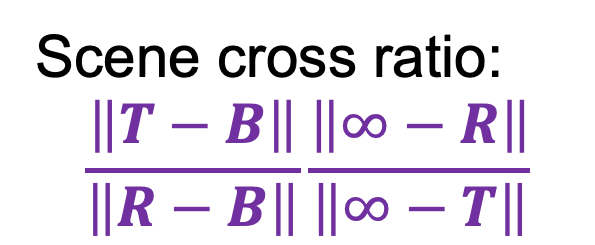 Scene cross ratio:
‖T − B‖ ‖∞ − R‖
‖R − B‖ ‖∞ − T‖